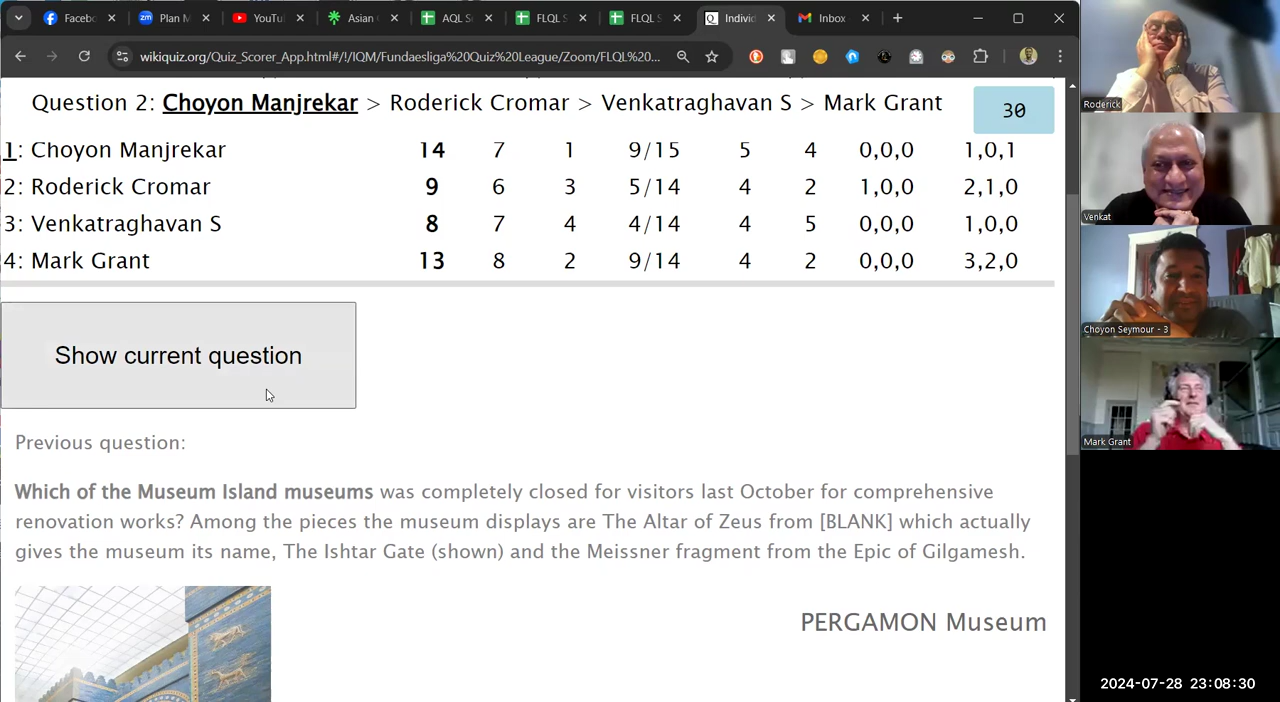 Faceb
Plan M
YouTu
Asian
AQL S
FLQL S
FLQL S
Individ
Inbox
wikiquiz.org/Quiz_Scorer_App.html#/!/IQM/Fundaesliga%20Quiz%20League/Zoom/FLQL%20...
Question 2: Choyon Manjrekar > Roderick Cromar > Venkatraghavan S > Mark Grant
30
1: Choyon Manjrekar 14 7 1 9/15 5 4 0,0,0 1,0,1
2: Roderick Cromar 9 6 3 5/14 4 2 1,0,0 2,1,0
3: Venkatraghavan S 8 7 4 4/14 4 5 0,0,0 1,0,0
4: Mark Grant 13 8 2 9/14 4 2 0,0,0 3,2,0
Show current question
Previous question:
Which of the Museum Island museums was completely closed for visitors last October for comprehensive
renovation works? Among the pieces the museum displays are The Altar of Zeus from [BLANK] which actually
gives the museum its name, The Ishtar Gate (shown) and the Meissner fragment from the Epic of Gilgamesh.
PERGAMON Museum
Roderick
Venkat
Choyon Seymour - 3
Mark Grant
2024-07-28 23:08:30